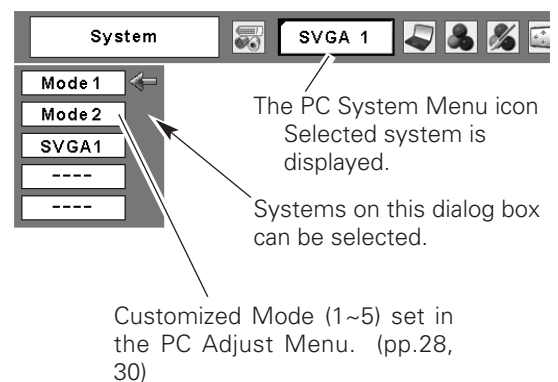 System
SVGA 1
Mode 1
Mode 2
SVGA1
----
----
The PC System Menu icon
Selected system is
displayed.
Systems on this dialog box
can be selected.
Customized Mode (1~5) set in
the PC Adjust Menu. (pp.28,
30)